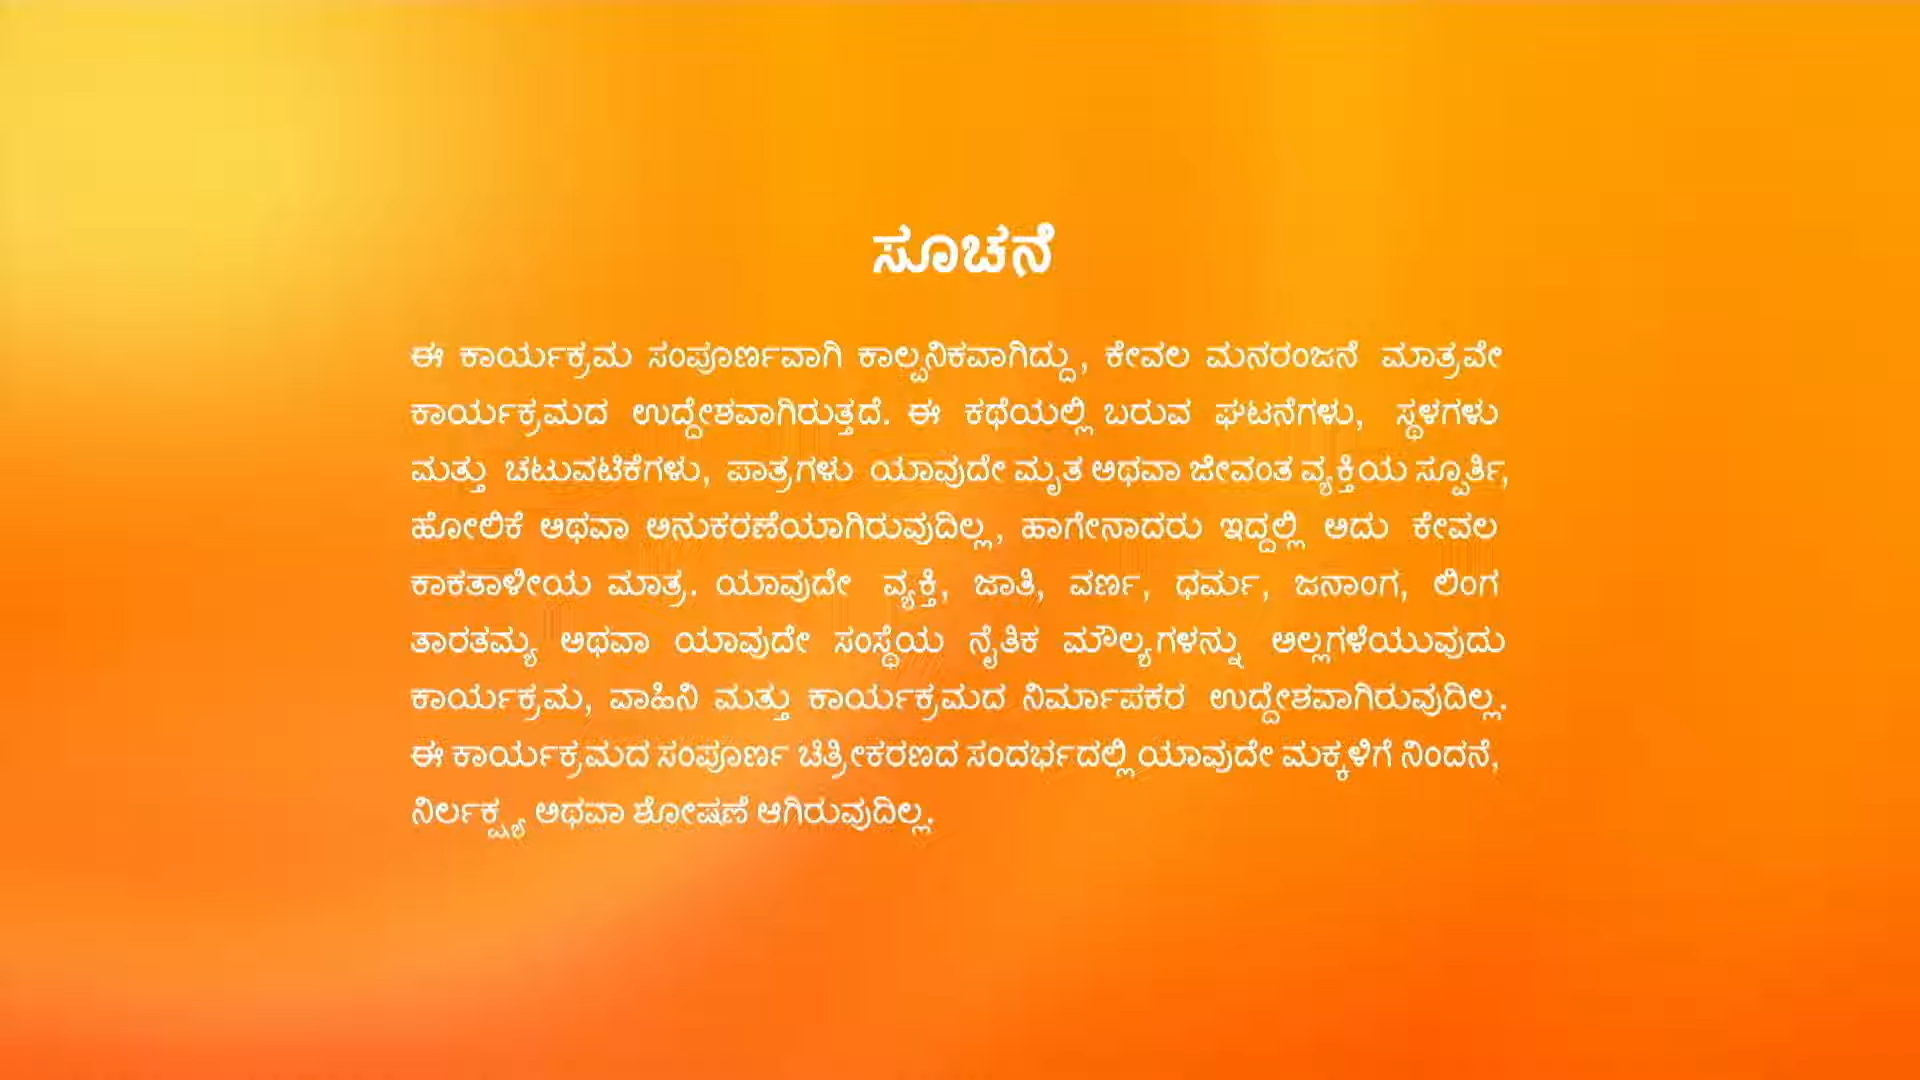 ಸೂಚನೆ
ಈ ಕಾರ್ಯಕ್ರಮ ಸಂಪೂರ್ಣವಾಗಿ ಕಾಲ್ಪನಿಕವಾಗಿದ್ದು, ಕೇವಲ ಮನರಂಜನೆ ಮಾತ್ರವೇ
ಕಾರ್ಯಕ್ರಮದ ಉದ್ದೇಶವಾಗಿರುತ್ತದೆ. ಈ ಕಥೆಯಲ್ಲಿ ಬರುವ ಘಟನೆಗಳು, ಸ್ಥಳಗಳು
ಮತ್ತು ಚಟುವಟಿಕೆಗಳು, ಪಾತ್ರಗಳು ಯಾವುದೇ ಮೃತ ಅಥವಾ ಜೀವಂತ ವ್ಯಕ್ತಿಯ ಸ್ಪೂರ್ತಿ,
ಹೋಲಿಕೆ ಅಥವಾ ಅನುಕರಣೆಯಾಗಿರುವುದಿಲ್ಲ, ಹಾಗೇನಾದರು ಇದ್ದಲ್ಲಿ ಅದು ಕೇವಲ
ಕಾಕತಾಳೀಯ ಮಾತ್ರ. ಯಾವುದೇ ವ್ಯಕ್ತಿ, ಜಾತಿ, ವರ್ಣ, ಧರ್ಮ, ಜನಾಂಗ, ಲಿಂಗ
ತಾರತಮ್ಯ ಅಥವಾ ಯಾವುದೇ ಸಂಸ್ಥೆಯ ನೈತಿಕ ಮೌಲ್ಯಗಳನ್ನು ಅಲ್ಲಗಳೆಯುವುದು
ಕಾರ್ಯಕ್ರಮ, ವಾಹಿನಿ ಮತ್ತು ಕಾರ್ಯಕ್ರಮದ ನಿರ್ಮಾಪಕರ ಉದ್ದೇಶವಾಗಿರುವುದಿಲ್ಲ.
ಈ ಕಾರ್ಯಕ್ರಮದ ಸಂಪೂರ್ಣ ಚಿತ್ರೀಕರಣದ ಸಂದರ್ಭದಲ್ಲಿ ಯಾವುದೇ ಮಕ್ಕಳಿಗೆ ನಿಂದನೆ,
ನಿರ್ಲಕ್ಷ್ಯ ಅಥವಾ ಶೋಷಣೆ ಆಗಿರುವುದಿಲ್ಲ.